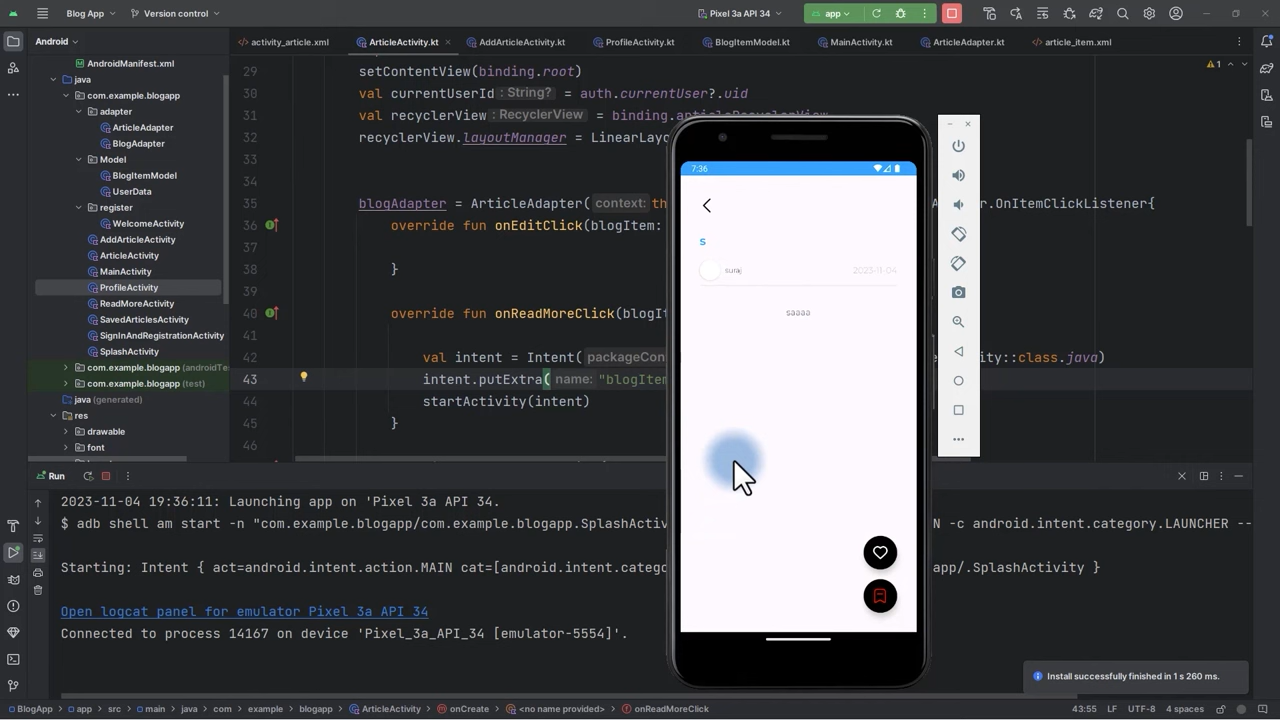 Blog App
Version control
Pixel 3a API 34
app
Android
activity_article.xml
ArticleActivity.kt
AddArticleActivity.kt
ProfileActivity.kt
BlogItemModel.kt
MainActivity.kt
ArticleAdapter.kt
article_item.xml
AndroidManifest.xml
java
com.example.blogapp
adapter
ArticleAdapter
BlogAdapter
Model
BlogItemModel
UserData
register
WelcomeActivity
AddArticleActivity
ArticleActivity
MainActivity
ProfileActivity
ReadMoreActivity
SavedArticlesActivity
SignInAndRegistrationActivity
SplashActivity
com.example.blogapp (androidTe
com.example.blogapp (test)
java (generated)
res
drawable
font
1
29 setContentView(binding.root)
30 val currentUserId : String? = auth.currentUser?.uid
31 val recyclerView : RecyclerView = binding.articleRecyclerView
32 recyclerView.layoutManager = LinearLay
33
34
35 blogAdapter = ArticleAdapter( context: th r.OnItemClickListener{
36 override fun onEditClick(blogItem:
37
38 }
39
40 override fun onReadMoreClick(blogIt
41
42 val intent = Intent( packageCon ity::class.java)
43 intent.putExtra( name: "blogItem
44 startActivity(intent)
45 }
46
7:36
s
suraj
2023-11-04
saaaa
Run
2023-11-04 19:36:11: Launching app on 'Pixel 3a API 34.
$ adb shell am start -n "com.example.blogapp/com.example.blogapp.SplashActiv N -c android.intent.category.LAUNCHER --
Starting: Intent { act=android.intent.action.MAIN cat=[android.intent.catego app/.SplashActivity }
Open logcat panel for emulator Pixel 3a API 34
Connected to process 14167 on device 'Pixel_3a_API_34 [emulator-5554]'.
Install successfully finished in 1 s 260 ms.
BlogApp
app
src
main
java
com
example
blogapp
ArticleActivity
onCreate
<no name provided>
onReadMoreClick
43:55
LF
UTF-8
4 spaces